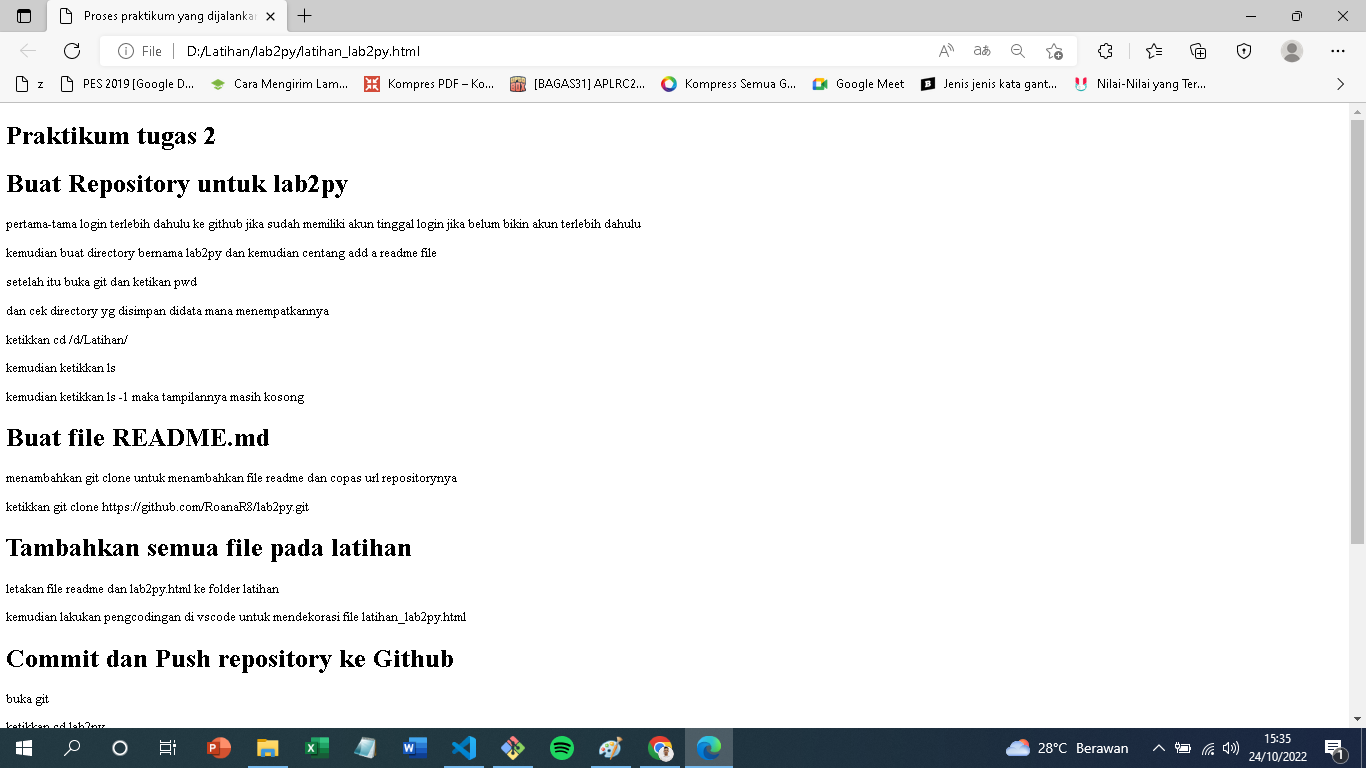 Proses praktikum yang dijalankan
File
D:/Latihan/lab2py/latihan_lab2py.html
z
PES 2019 [Google D...
Cara Mengirim Lam...
Kompres PDF – Ko...
[BAGAS31] APLRC2...
Kompress Semua G...
Google Meet
Jenis jenis kata gant...
Nilai-Nilai yang Ter...
Praktikum tugas 2
Buat Repository untuk lab2py
pertama-tama login terlebih dahulu ke github jika sudah memiliki akun tinggal login jika belum bikin akun terlebih dahulu
kemudian buat directory bernama lab2py dan kemudian centang add a readme file
setelah itu buka git dan ketikan pwd
dan cek directory yg disimpan didata mana menempatkannya
ketikkan cd /d/Latihan/
kemudian ketikkan ls
kemudian ketikkan ls -1 maka tampilannya masih kosong
Buat file README.md
menambahkan git clone untuk menambahkan file readme dan copas url repositorynya
ketikkan git clone https://github.com/RoanaR8/lab2py.git
Tambahkan semua file pada latihan
letakan file readme dan lab2py.html ke folder latihan
kemudian lakukan pengcodingan di vscode untuk mendekorasi file latihan_lab2py.html
Commit dan Push repository ke Github
buka git
ketikkan cd lab2py
28°C Berawan
15:35
24/10/2022
1